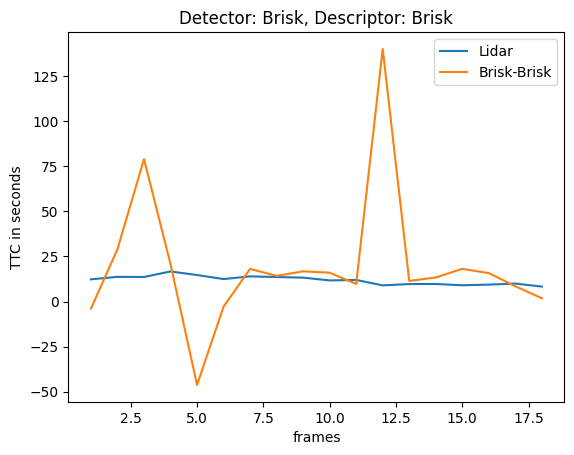 Detector: Brisk, Descriptor: Brisk
Lidar
Brisk-Brisk
TTC in seconds
125
100
75
50
25
0
−25
−50
2.5 5.0 7.5 10.0 12.5 15.0 17.5
frames